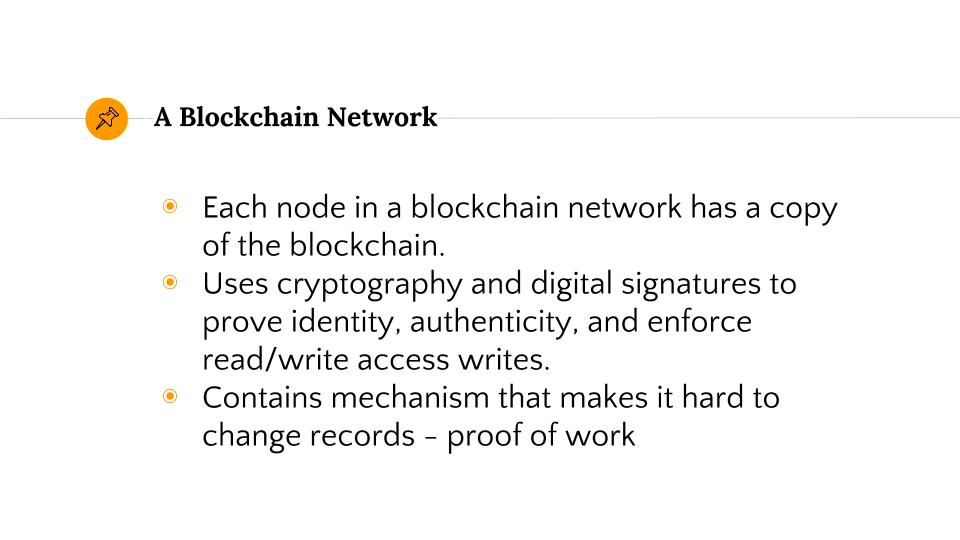 A Blockchain Network
Each node in a blockchain network has a copy
of the blockchain.
Uses cryptography and digital signatures to
prove identity, authenticity, and enforce
read/write access writes.
Contains mechanism that makes it hard to
change records – proof of work